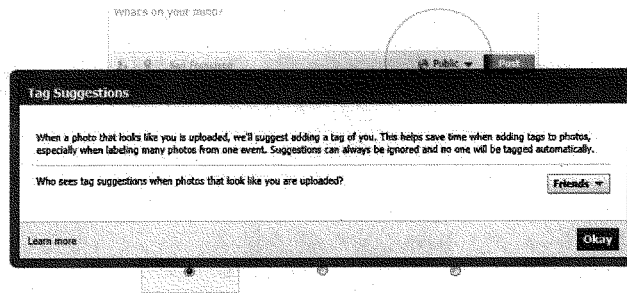 What's on your mind?
Public Post
Tag Suggestions
When a photo that looks like you is uploaded, we'll suggest adding a tag of you. This helps save time when adding tags to photos,
especially when labeling many photos from one event. Suggestions can always be ignored and no one will be tagged automatically.
Who sees tag suggestions when photos that look like you are uploaded? Friends
Learn more Okay